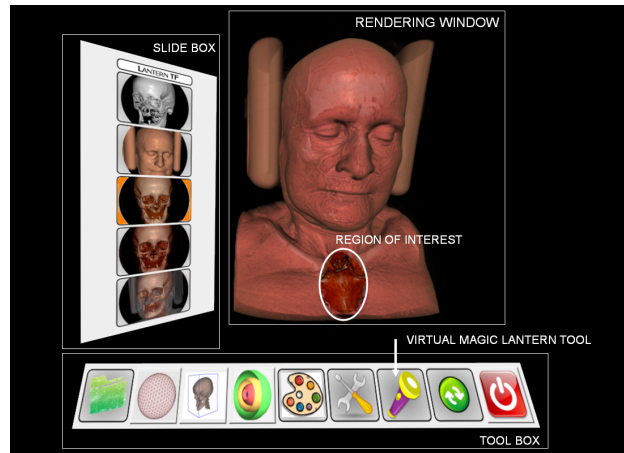 RENDERING WINDOW
SLIDE BOX
LANTERN TF
REGION OF INTEREST
VIRTUAL MAGIC LANTERN TOOL
TOOL BOX